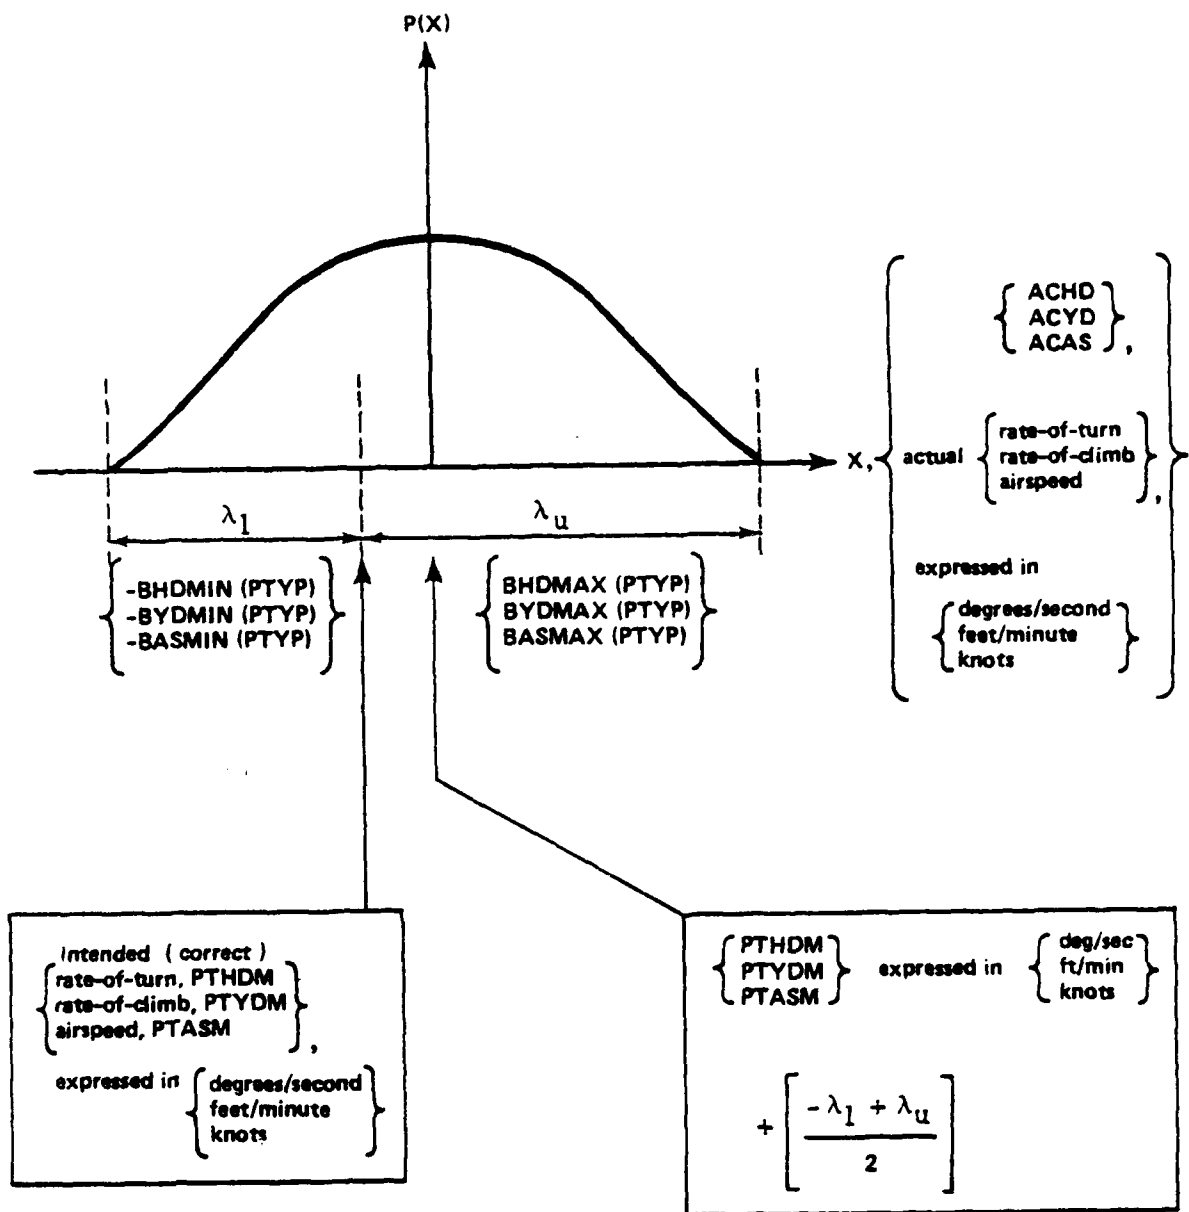 P(X)
ACHD
ACYD
ACAS ,
X, actual rate-of-turn
rate-of-climb
airspeed ,
expressed in
degrees/second
feet/minute
knots
λl λu
-BHDMIN (PTYP)
-BYDMIN (PTYP)
-BASMIN (PTYP)
BHDMAX (PTYP)
BYDMAX (PTYP)
BASMAX (PTYP)
Intended (correct)
rate-of-turn, PTHDM
rate-of-climb, PTYDM
airspeed, PTASM ,
expressed in degrees/second
feet/minute
knots
PTHDM
PTYDM
PTASM
expressed in
deg/sec
ft/min
knots
+ [ -λl + λu
2 ]